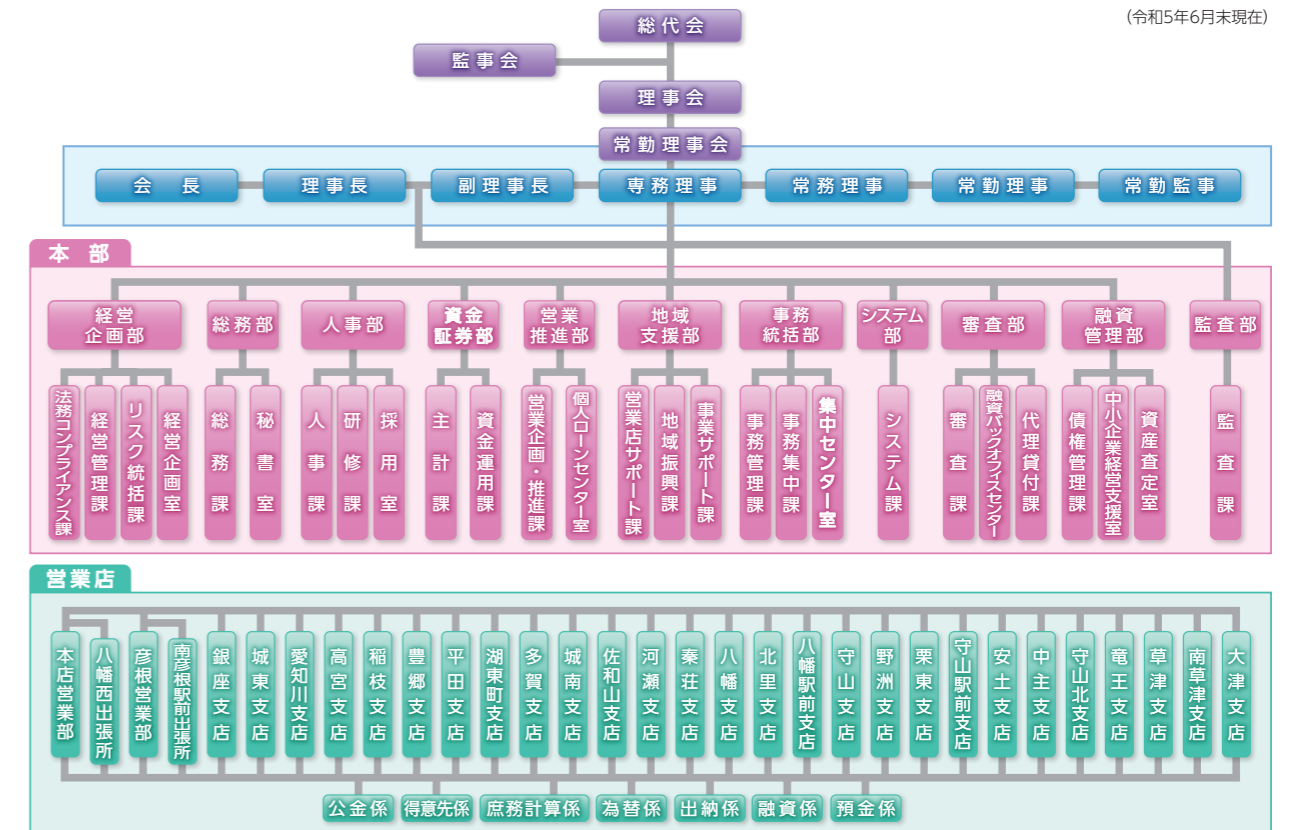 (令和5年6月末現在)
総代会
監事会
理事会
常勤理事会
会長
理事長
副理事長
専務理事
常務理事
常勤理事
常勤監事
本部
経営
企画部
総務部
人事部
資金
証券部
営業
推進部
地域
支援部
事務
統括部
システム
部
審査部
融資
管理部
監査部
法務コンプライアンス課
経営管理課
リスク統括課
経営企画室
総務課
秘書室
人事課
研修課
採用室
主計課
資金運用課
営業企画・推進課
個人ローンセンター室
営業店サポート課
地域振興課
事業サポート課
事務管理課
事務集中課
集中センター室
システム課
審査課
融資バックオフィスセンター
代理貸付課
債権管理課
中小企業経営支援室
資産査定室
監査課
営業店
本店営業部
八幡西出張所
彦根営業部
南彦根駅前出張所
銀座支店
城東支店
愛知川支店
高宮支店
稲枝支店
豊郷支店
平田支店
湖東町支店
多賀支店
城南支店
佐和山支店
河瀬支店
秦荘支店
八幡支店
北里支店
八幡駅前支店
守山支店
野洲支店
栗東支店
守山駅前支店
安土支店
中主支店
守山北支店
竜王支店
草津支店
南草津支店
大津支店
公金係
得意先係
庶務計算係
為替係
出納係
融資係
預金係